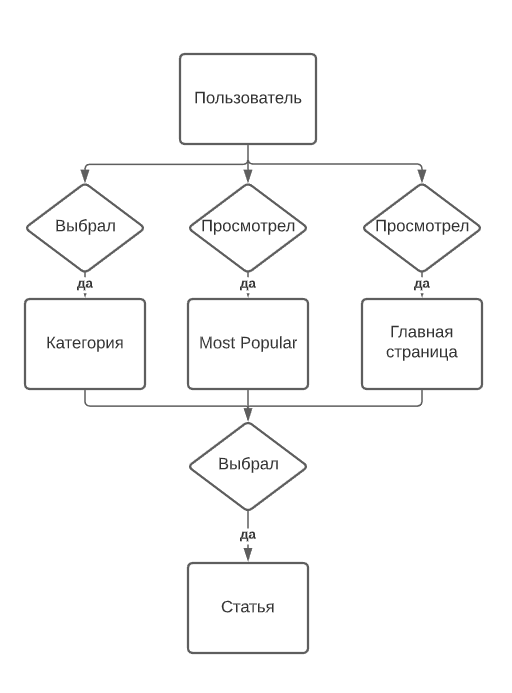 Пользователь
Выбрал
Просмотрел
Просмотрел
да
да
да
Категория
Most Popular
Главная
страница
Выбрал
да
Статья